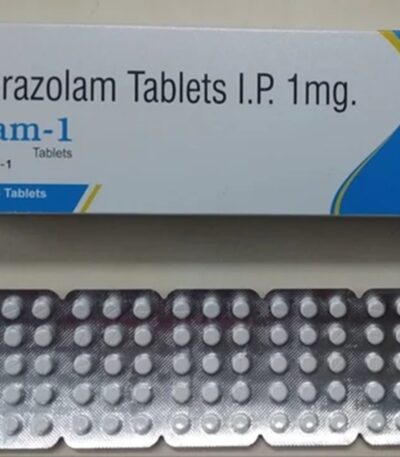 razolam Tablets I.P. 1mg.
am-1
Tablets
-1
Tablets